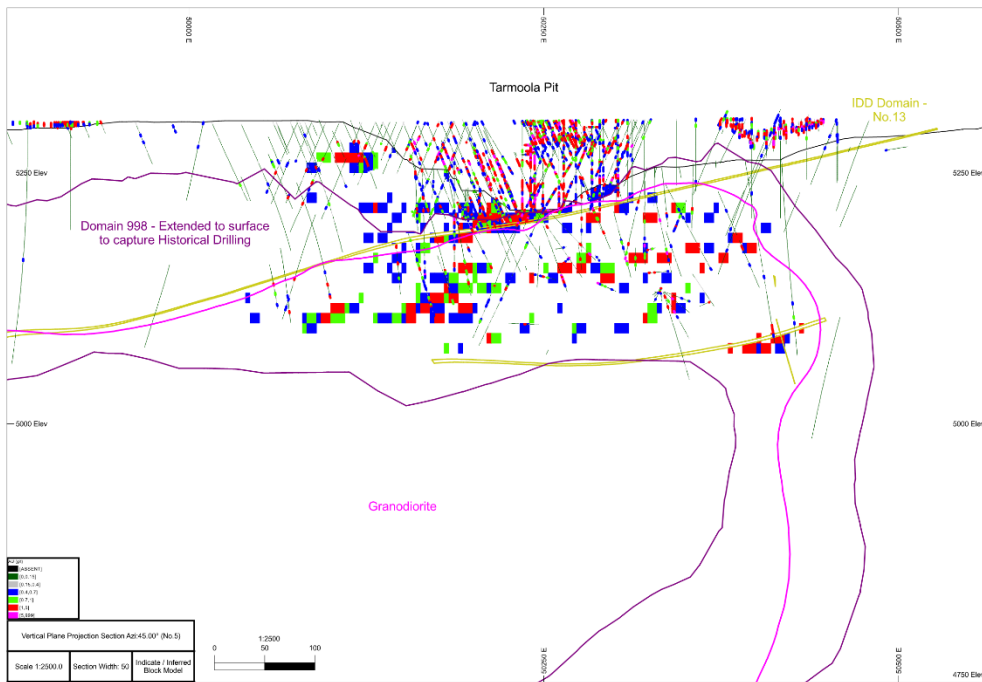 50000 E
50250 E
50500 E
Tarmoola Pit
IDD Domain -
No.13
5250 Elev
5250 Elev
Domain 998 - Extended to surface
to capture Historical Drilling
5000 Elev
5000 Elev
Granodiorite
[ABSENT]
Vertical Plane Projection Section Azi:45.00° (No.5)
Scale 1:2500.0
Section Width: 50
Indicate / Inferred
Block Model
1:2500
0
50
100
50250 E
50500 E
4750 Elev